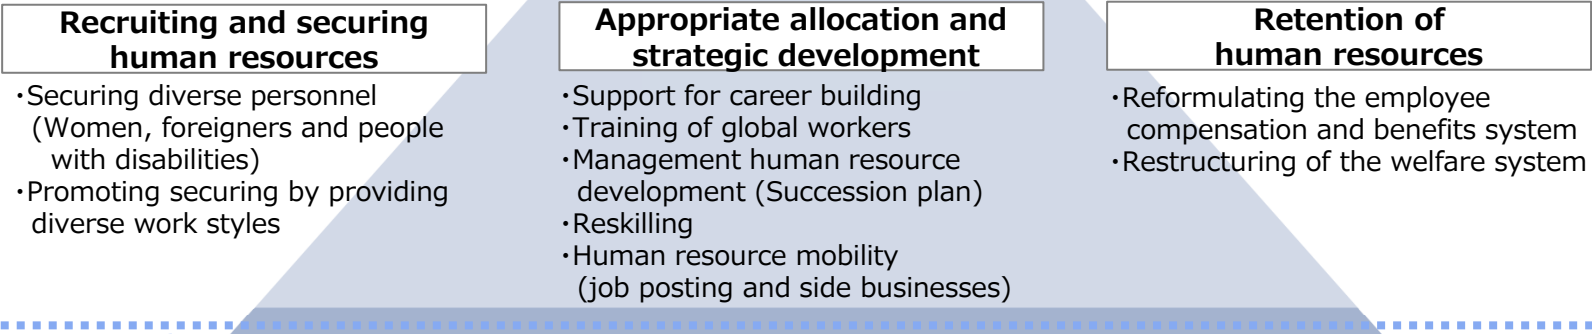 Recruiting and securing
human resources
・Securing diverse personnel
(Women, foreigners and people
with disabilities)
・Promoting securing by providing
diverse work styles
Appropriate allocation and
strategic development
・Support for career building
・Training of global workers
・Management human resource
development (Succession plan)
・Reskilling
・Human resource mobility
(job posting and side businesses)
Retention of
human resources
・Reformulating the employee
compensation and benefits system
・Restructuring of the welfare system